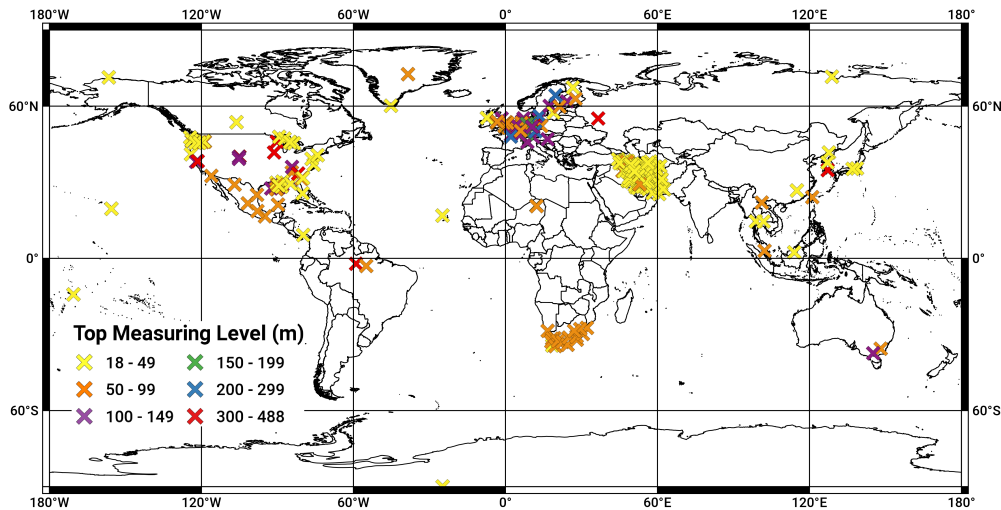 180°W 120°W 60°W 0° 60°E 120°E 180°
60°N 60°N
0° 0°
Top Measuring Level (m)
18 - 49 150 - 199
50 - 99 200 - 299
100 - 149 300 - 488
60°S 60°S
180°W 120°W 60°W 0° 60°E 120°E 180°